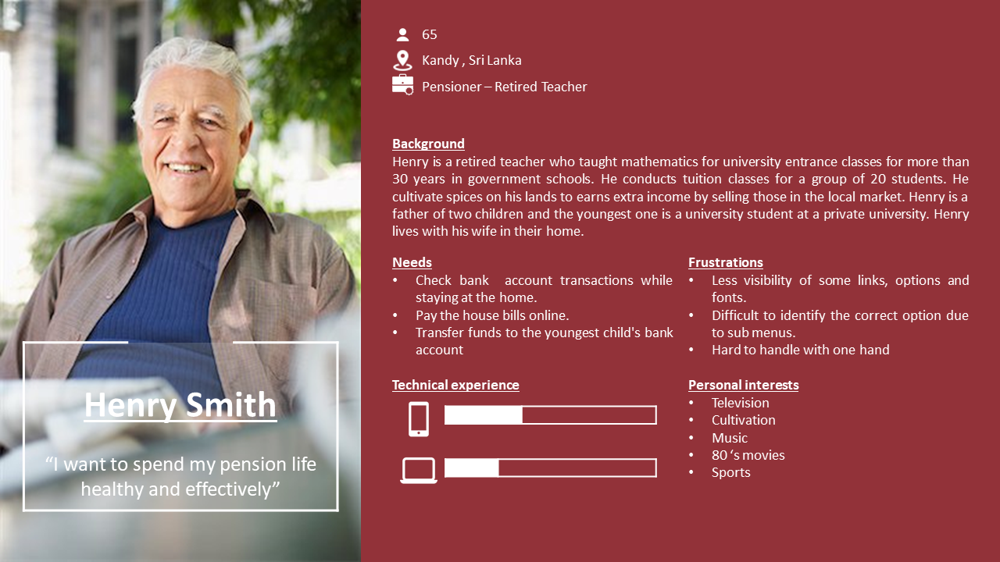 65
Kandy , Sri Lanka
Pensioner – Retired Teacher
Background
Henry is a retired teacher who taught mathematics for university entrance classes for more than
30 years in government schools. He conducts tuition classes for a group of 20 students. He
cultivate spices on his lands to earns extra income by selling those in the local market. Henry is a
father of two children and the youngest one is a university student at a private university. Henry
lives with his wife in their home.
Needs
• Check bank account transactions while
staying at the home.
• Pay the house bills online.
• Transfer funds to the youngest child's bank
account
Frustrations
• Less visibility of some links, options and
fonts.
• Difficult to identify the correct option due
to sub menus.
• Hard to handle with one hand
Technical experience
Personal interests
• Television
• Cultivation
• Music
• 80 ‘s movies
• Sports
Henry Smith
“I want to spend my pension life
healthy and effectively”